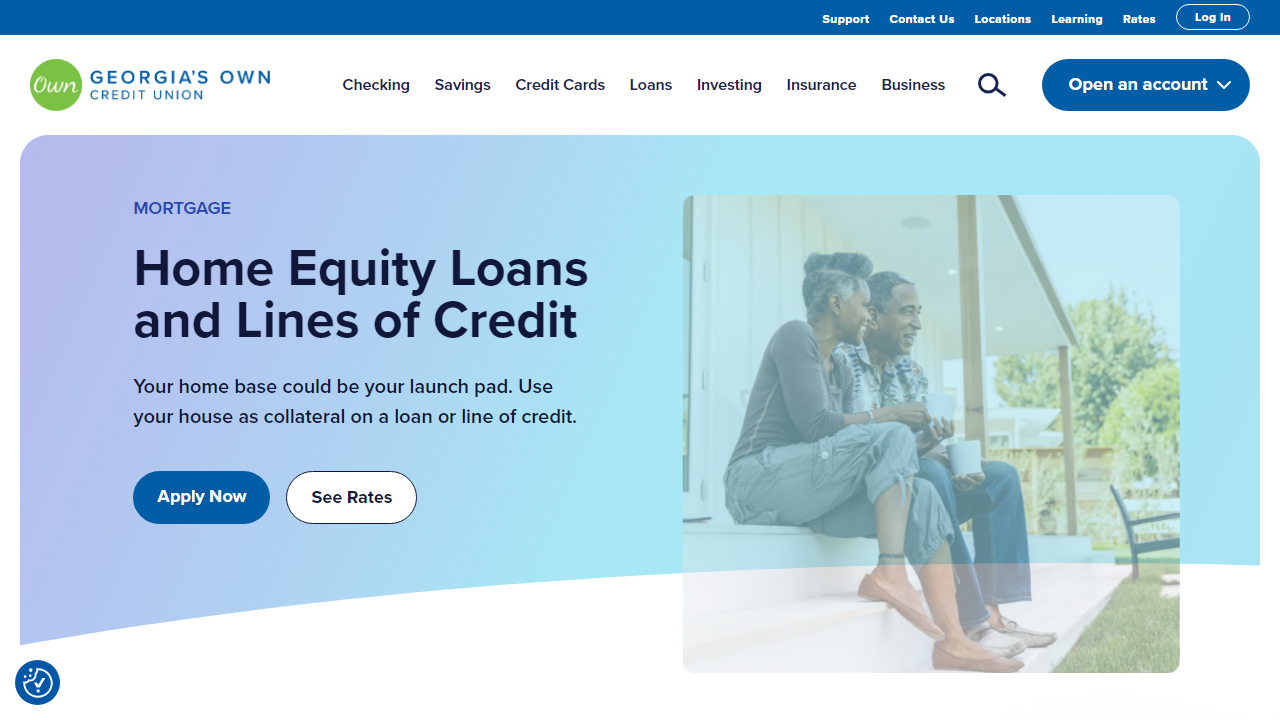 Support Contact Us Locations Learning Rates Log In
Own GEORGIA'S OWN
CREDIT UNION
Checking Savings Credit Cards Loans Investing Insurance Business Open an account
MORTGAGE
Home Equity Loans
and Lines of Credit
Your home base could be your launch pad. Use
your house as collateral on a loan or line of credit.
Apply Now See Rates